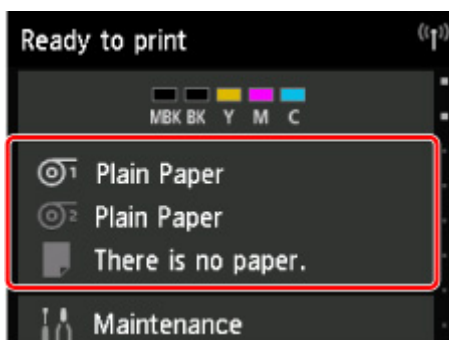 Ready to print
MBK BK Y M C
1 Plain Paper
2 Plain Paper
There is no paper.
Maintenance